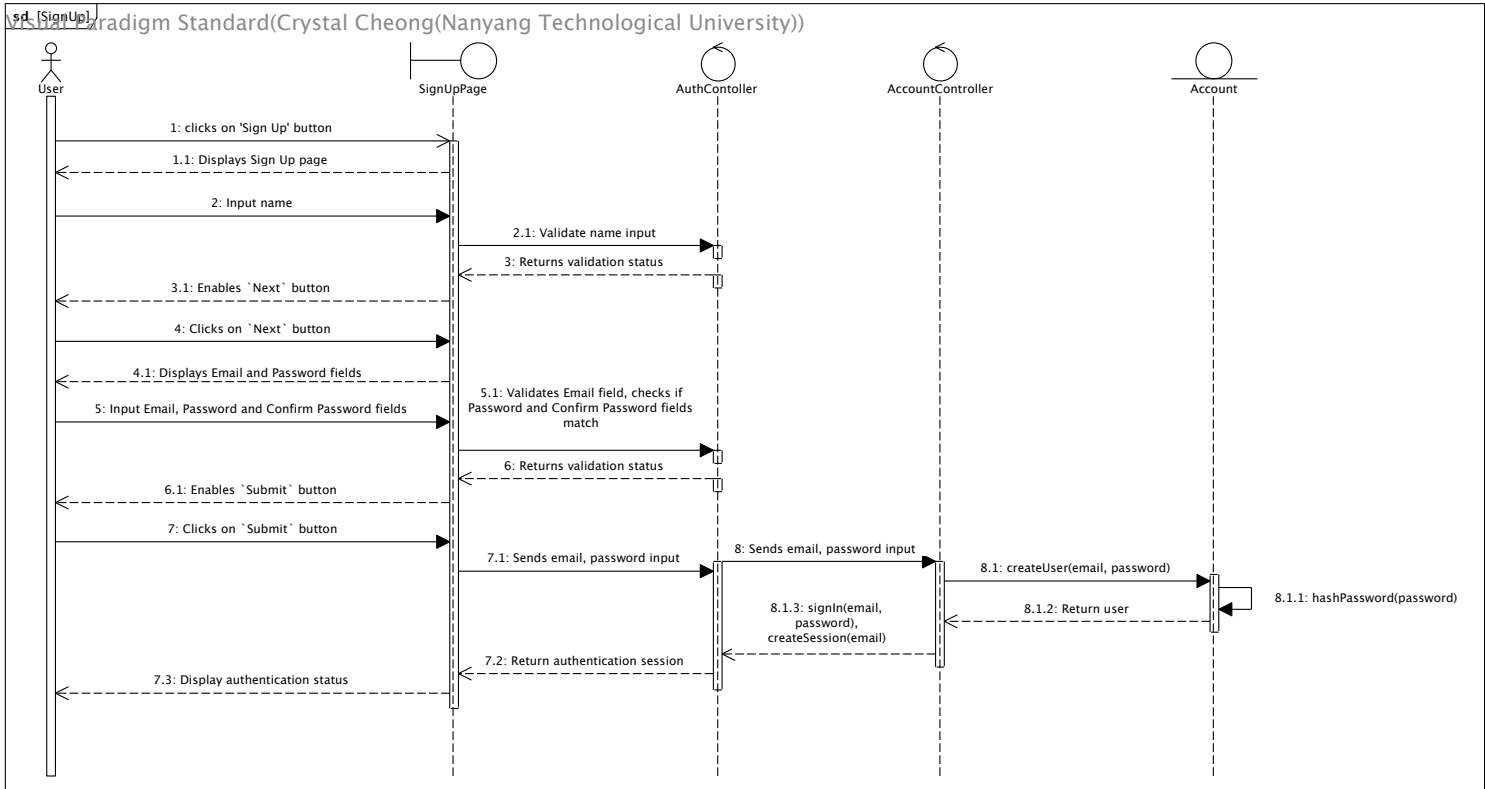 sd [SignUp]
Visual Paradigm Standard(Crystal Cheong(Nanyang Technological University))
User
SignUpPage
AuthContoller
AccountController
Account
1: clicks on 'Sign Up' button
1.1: Displays Sign Up page
2: Input name
2.1: Validate name input
3: Returns validation status
3.1: Enables `Next` button
4: Clicks on `Next` button
4.1: Displays Email and Password fields
5: Input Email, Password and Confirm Password fields
5.1: Validates Email field, checks if
Password and Confirm Password fields
match
6: Returns validation status
6.1: Enables `Submit` button
7: Clicks on `Submit` button
7.1: Sends email, password input
8: Sends email, password input
8.1: createUser(email, password)
8.1.1: hashPassword(password)
8.1.2: Return user
8.1.3: signIn(email,
password),
createSession(email)
7.2: Return authentication session
7.3: Display authentication status